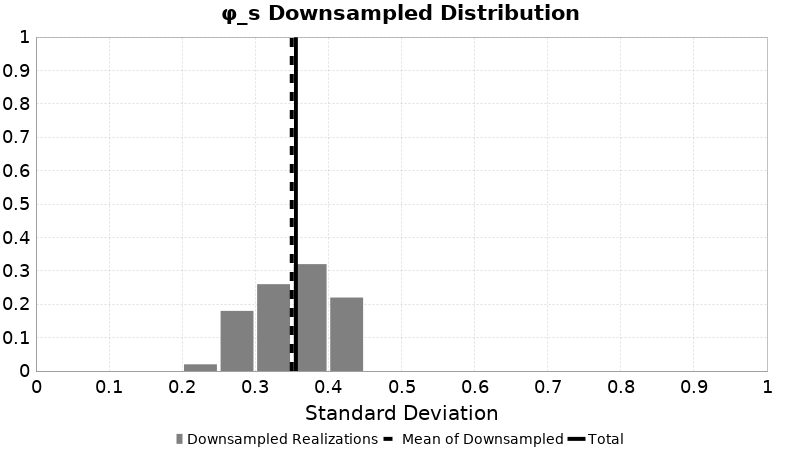 φ_s Downsampled Distribution
1
0.9
0.8
0.7
0.6
0.5
0.4
0.3
0.2
0.1
0
0 0.1 0.2 0.3 0.4 0.5 0.6 0.7 0.8 0.9 1
Standard Deviation
Downsampled Realizations Mean of Downsampled Total